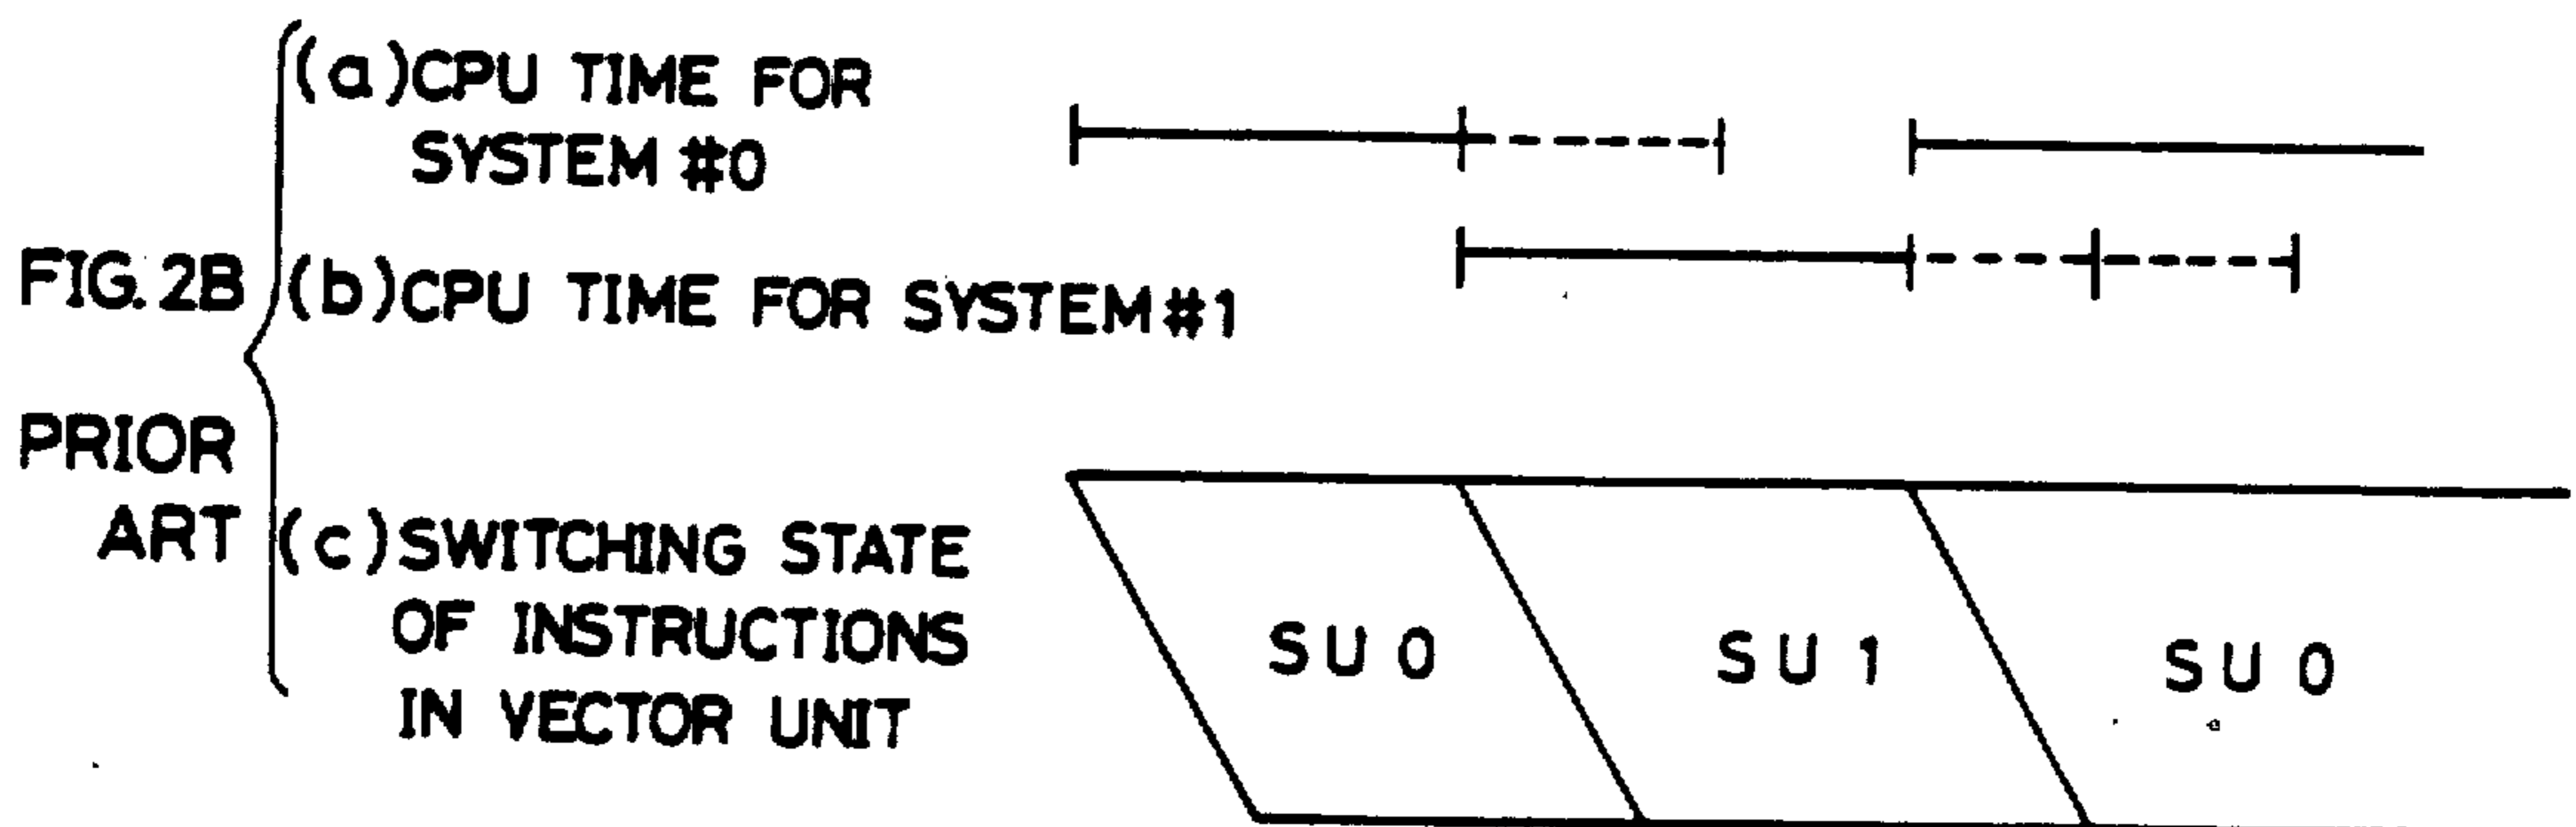 FIG. 2B
PRIOR
ART
(a) CPU TIME FOR
SYSTEM #0
(b) CPU TIME FOR SYSTEM #1
(c) SWITCHING STATE
OF INSTRUCTIONS
IN VECTOR UNIT
SU 0
SU 1
SU 0